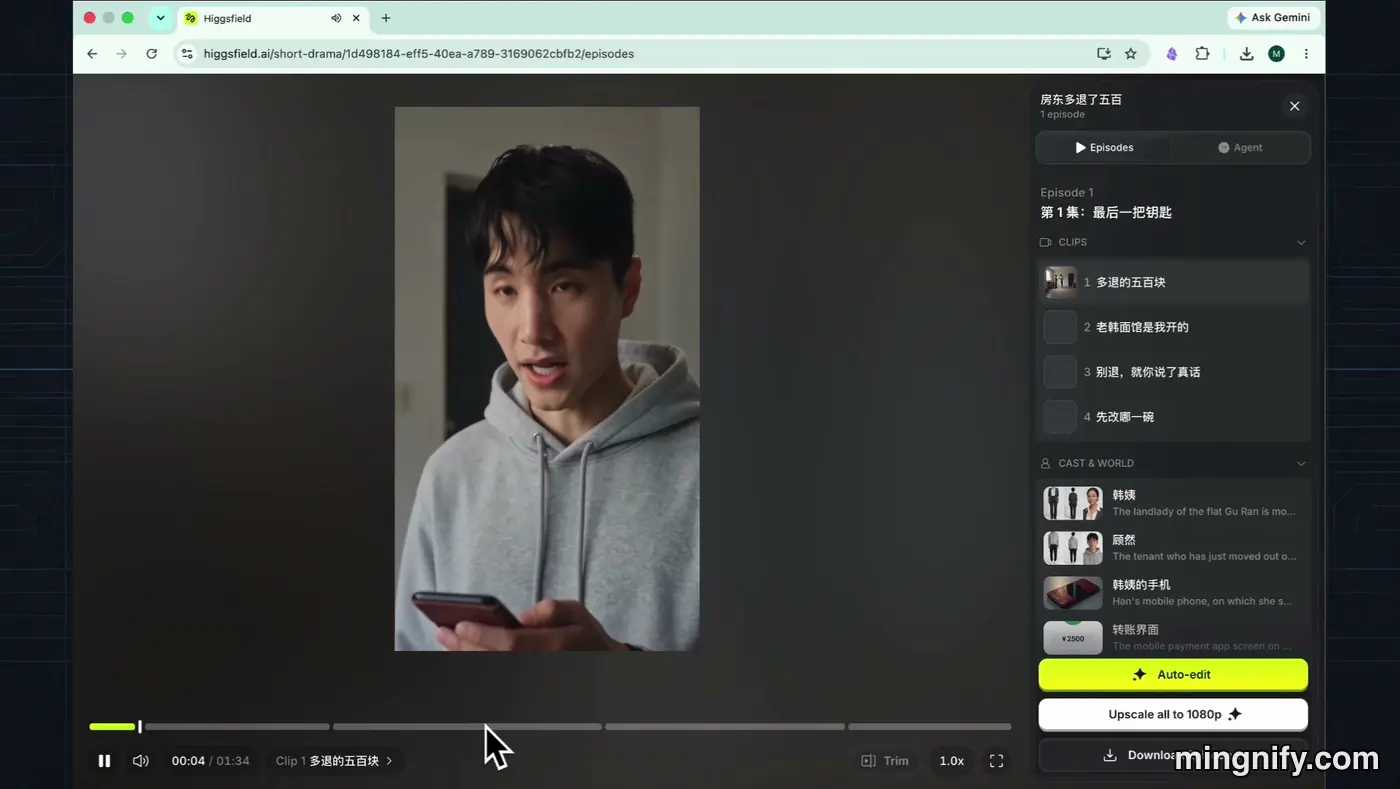 Higgsfield
Ask Gemini
higgsfield.ai/short-drama/1d498184-eff5-40ea-a789-3169062cbfb2/episodes
M
房东多退了五百
1 episode
Episodes
Agent
Episode 1
第 1 集：最后一把钥匙
CLIPS
1 多退的五百块
2 老韩面馆是我开的
3 别退，就你说了真话
4 先改哪一碗
CAST & WORLD
韩姨
The landlady of the flat Gu Ran is mo...
顾然
The tenant who has just moved out o...
韩姨的手机
Han's mobile phone, on which she s...
¥2500
转账界面
The mobile payment app screen on ...
Auto-edit
Upscale all to 1080p
00:04 / 01:34
Clip 1 多退的五百块
Trim
1.0x
mingnify.com